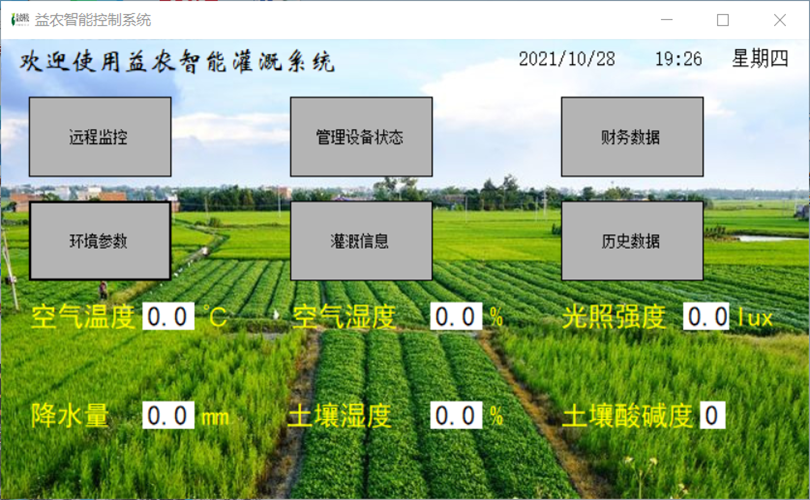 益农智能控制系统
欢迎使用益农智能灌溉系统 2021/10/28 19:26 星期四
远程监控 管理设备状态 财务数据
环境参数 灌溉信息 历史数据
空气温度 0.0 ℃ 空气湿度 0.0 % 光照强度 0.0 lux
降水量 0.0 mm 土壤湿度 0.0 % 土壤酸碱度 0